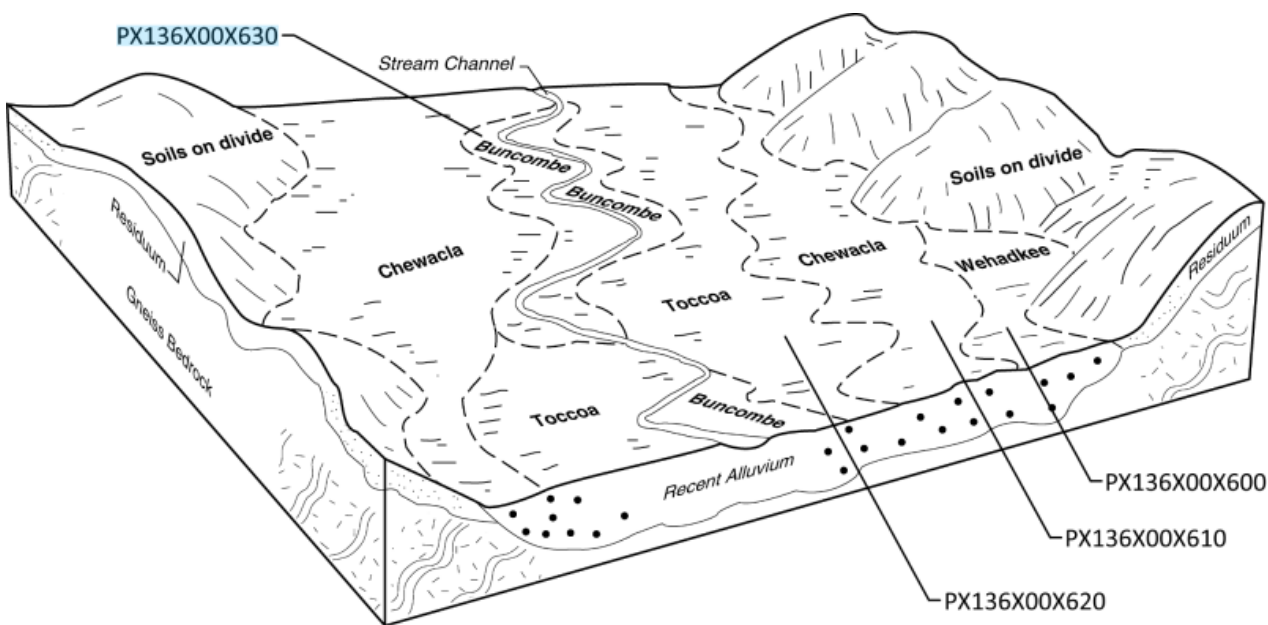 PX136X00X630
Stream Channel
Soils on divide
Buncombe
Buncombe
Soils on divide
Residuum
Chewacla
Chewacla
Wehadkee
Residuum
Gneiss Bedrock
Toccoa
Toccoa
Buncombe
Recent Alluvium
PX136X00X600
PX136X00X610
PX136X00X620